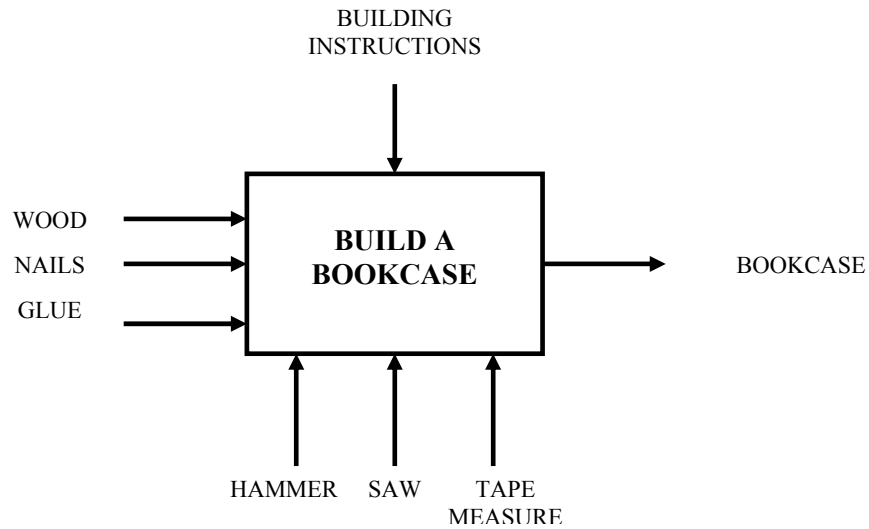 BUILDING
INSTRUCTIONS
WOOD
NAILS
GLUE
BUILD A
BOOKCASE
BOOKCASE
HAMMER
SAW
TAPE
MEASURE